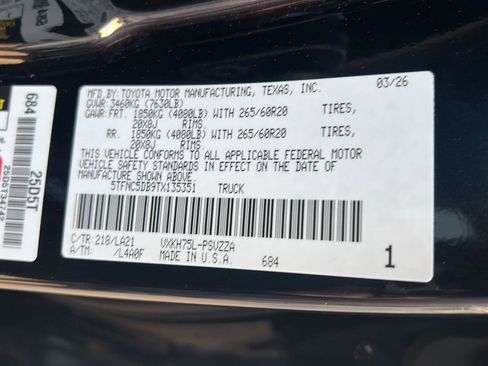 MFD.BY:TOYOTA MOTOR MANUFACTURING, TEXAS, INC. 03/26
GVWR: 3460KG (7630LB)
GAWR: FRT. 1850KG (4080LB) WITH 265/60R20 TIRES,
20X8J RIMS,
RR. 1850KG (4080LB) WITH 265/60R20 TIRES,
20X8J RIMS.
THIS VEHICLE CONFORMS TO ALL APPLICABLE FEDERAL MOTOR
VEHICLE SAFETY STANDARDS IN EFFECT ON THE DATE OF
MANUFACTURE SHOWN ABOVE.
5TFNC5DB9TX135351 TRUCK
C/TR:218/LA21 VXKH75L-PSVZZA
A/TM: /L4A0F MADE IN U.S.A. 684 1
684
25D5T